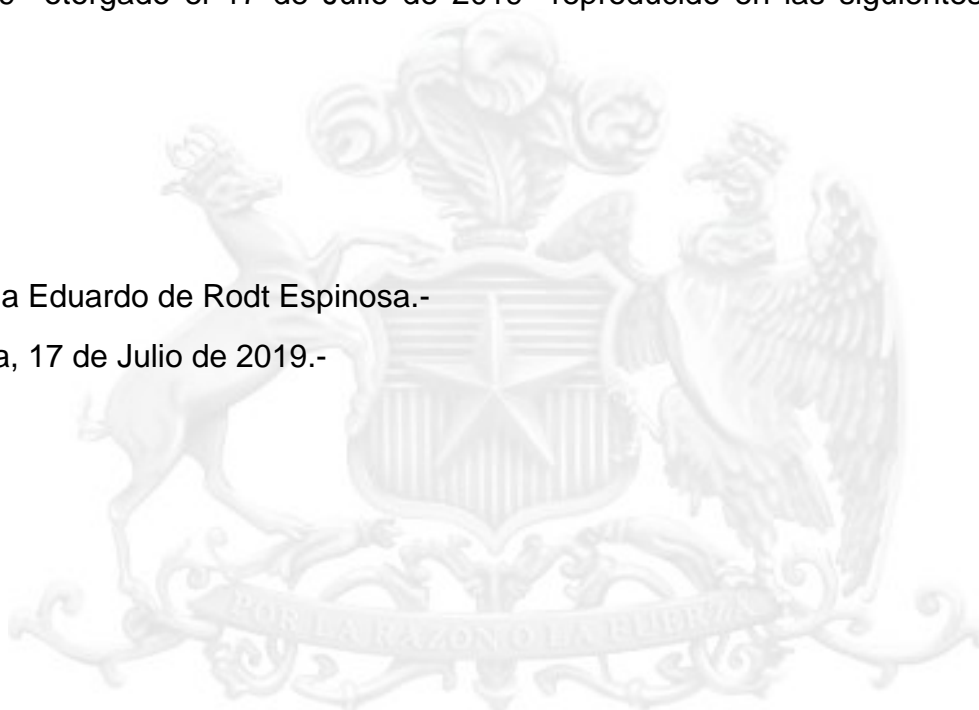 otorgado el 17 de Julio de 2019 reproducido en las siguientes
a Eduardo de Rodt Espinosa.-
a, 17 de Julio de 2019.-
POR LA RAZON O LA FUERZA